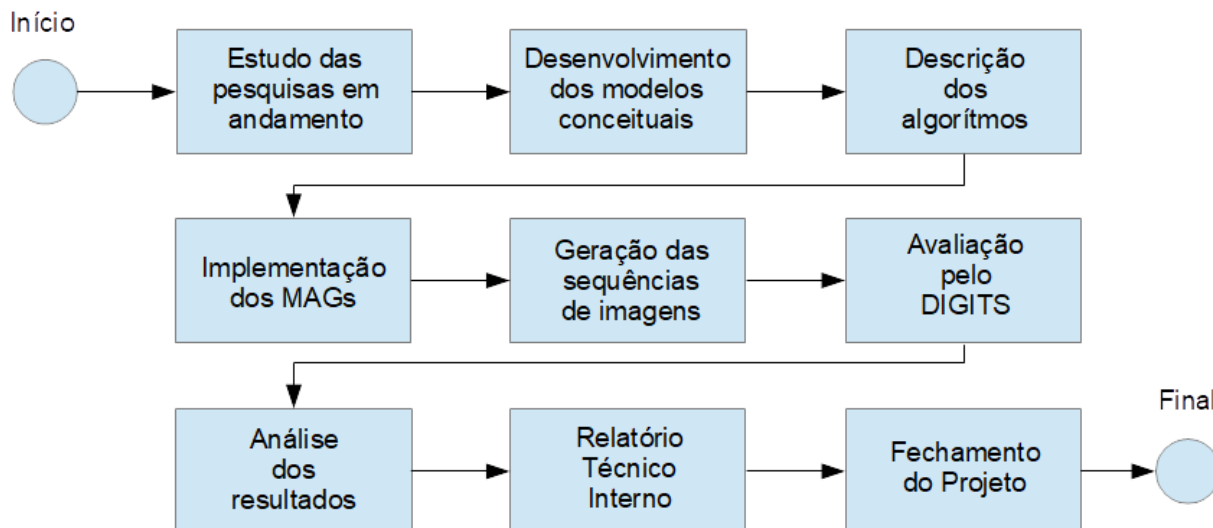 Início
Estudo das
pesquisas em
andamento
Desenvolvimento
dos modelos
conceituais
Descrição
dos
algorítmos
Implementação
dos MAGs
Geração das
sequências
de imagens
Avaliação
pelo
DIGITS
Análise
dos
resultados
Relatório
Técnico
Interno
Fechamento
do Projeto
Final